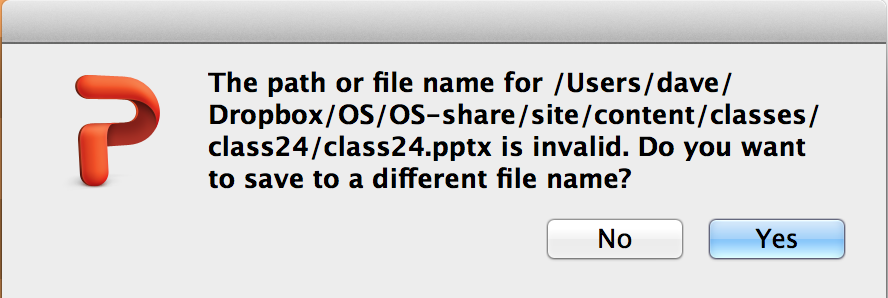 The path or file name for /Users/dave/
Dropbox/OS/OS-share/site/content/classes/
class24/class24.pptx is invalid. Do you want
to save to a different file name?
No Yes